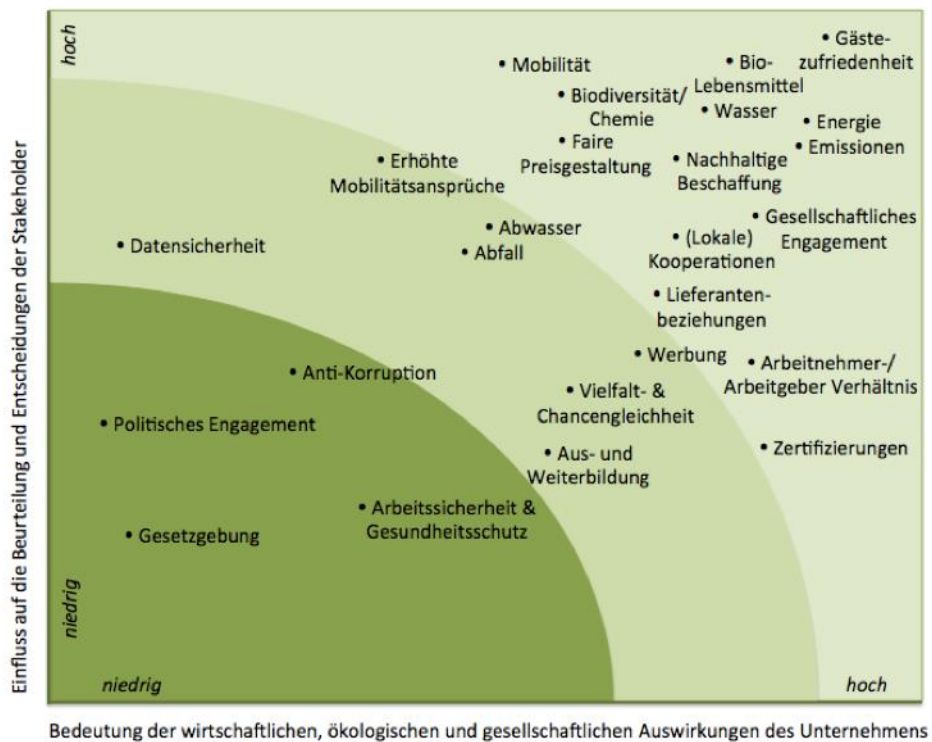 hoch
• Gäste-
zufriedenheit
• Mobilität
• Bio-
Lebensmittel
• Biodiversität/
Chemie
• Wasser
• Energie
• Emissionen
• Faire
Preisgestaltung
• Erhöhte
Mobilitätsansprüche
• Nachhaltige
Beschaffung
• Gesellschaftliches
Engagement
• Abwasser
• (Lokale)
Kooperationen
• Datensicherheit
• Abfall
• Lieferanten-
beziehungen
• Werbung
• Arbeitnehmer-/
Arbeitgeber Verhältnis
• Anti-Korruption
• Vielfalt- &
Chancengleichheit
• Politisches Engagement
• Zertifizierungen
• Aus- und
Weiterbildung
• Arbeitssicherheit &
Gesundheitsschutz
• Gesetzgebung
niedrig
niedrig
hoch
Einfluss auf die Beurteilung und Entscheidungen der Stakeholder
Bedeutung der wirtschaftlichen, ökologischen und gesellschaftlichen Auswirkungen des Unternehmens